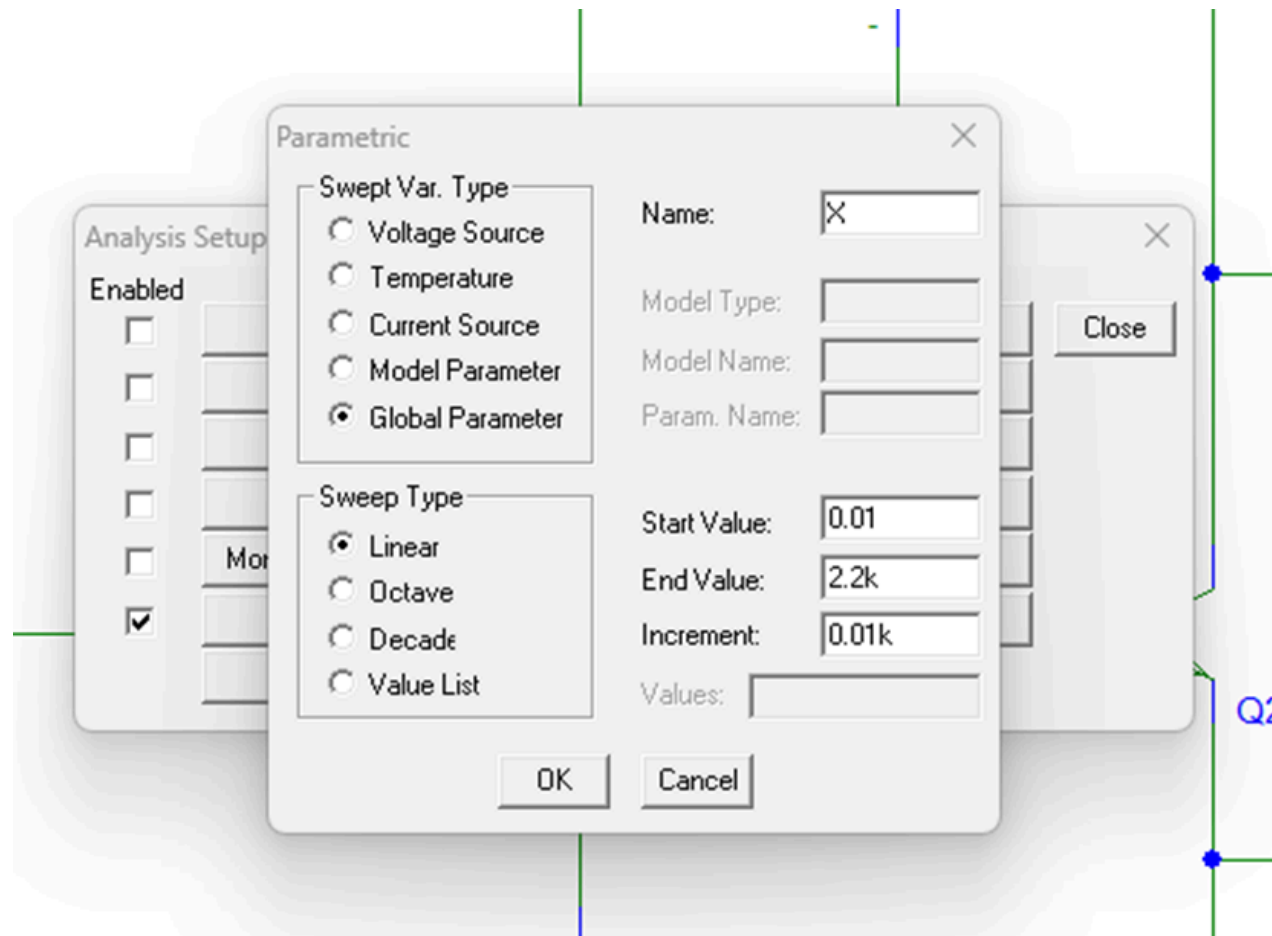 -
Parametric
Swept Var. Type
Voltage Source
Temperature
Current Source
Model Parameter
Global Parameter
Name: X
Model Type:
Model Name:
Param. Name:
Sweep Type
Linear
Octave
Decade
Value List
Start Value: 0.01
End Value: 2.2k
Increment: 0.01k
Values:
OK Cancel
Analysis Setup
Enabled
Close